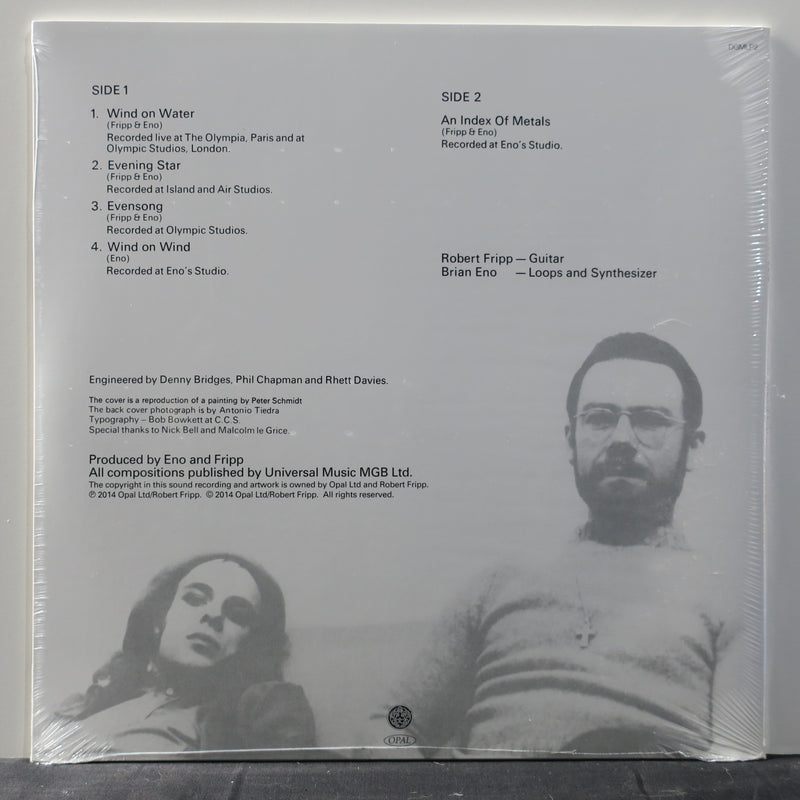 DGMLP2
SIDE 1
1. Wind on Water
(Fripp & Eno)
Recorded live at The Olympia, Paris and at
Olympic Studios, London.
2. Evening Star
(Fripp & Eno)
Recorded at Island and Air Studios.
3. Evensong
(Fripp & Eno)
Recorded at Olympic Studios.
4. Wind on Wind
(Eno)
Recorded at Eno's Studio.
SIDE 2
An Index Of Metals
(Fripp & Eno)
Recorded at Eno's Studio.
Robert Fripp — Guitar
Brian Eno — Loops and Synthesizer
Engineered by Denny Bridges, Phil Chapman and Rhett Davies.
The cover is a reproduction of a painting by Peter Schmidt
The back cover photograph is by Antonio Tiedra
Typography – Bob Bowkett at C.C.S.
Special thanks to Nick Bell and Malcolm le Grice.
Produced by Eno and Fripp
All compositions published by Universal Music MGB Ltd.
The copyright in this sound recording and artwork is owned by Opal Ltd and Robert Fripp.
℗ 2014 Opal Ltd/Robert Fripp. © 2014 Opal Ltd/Robert Fripp. All rights reserved.
OPAL